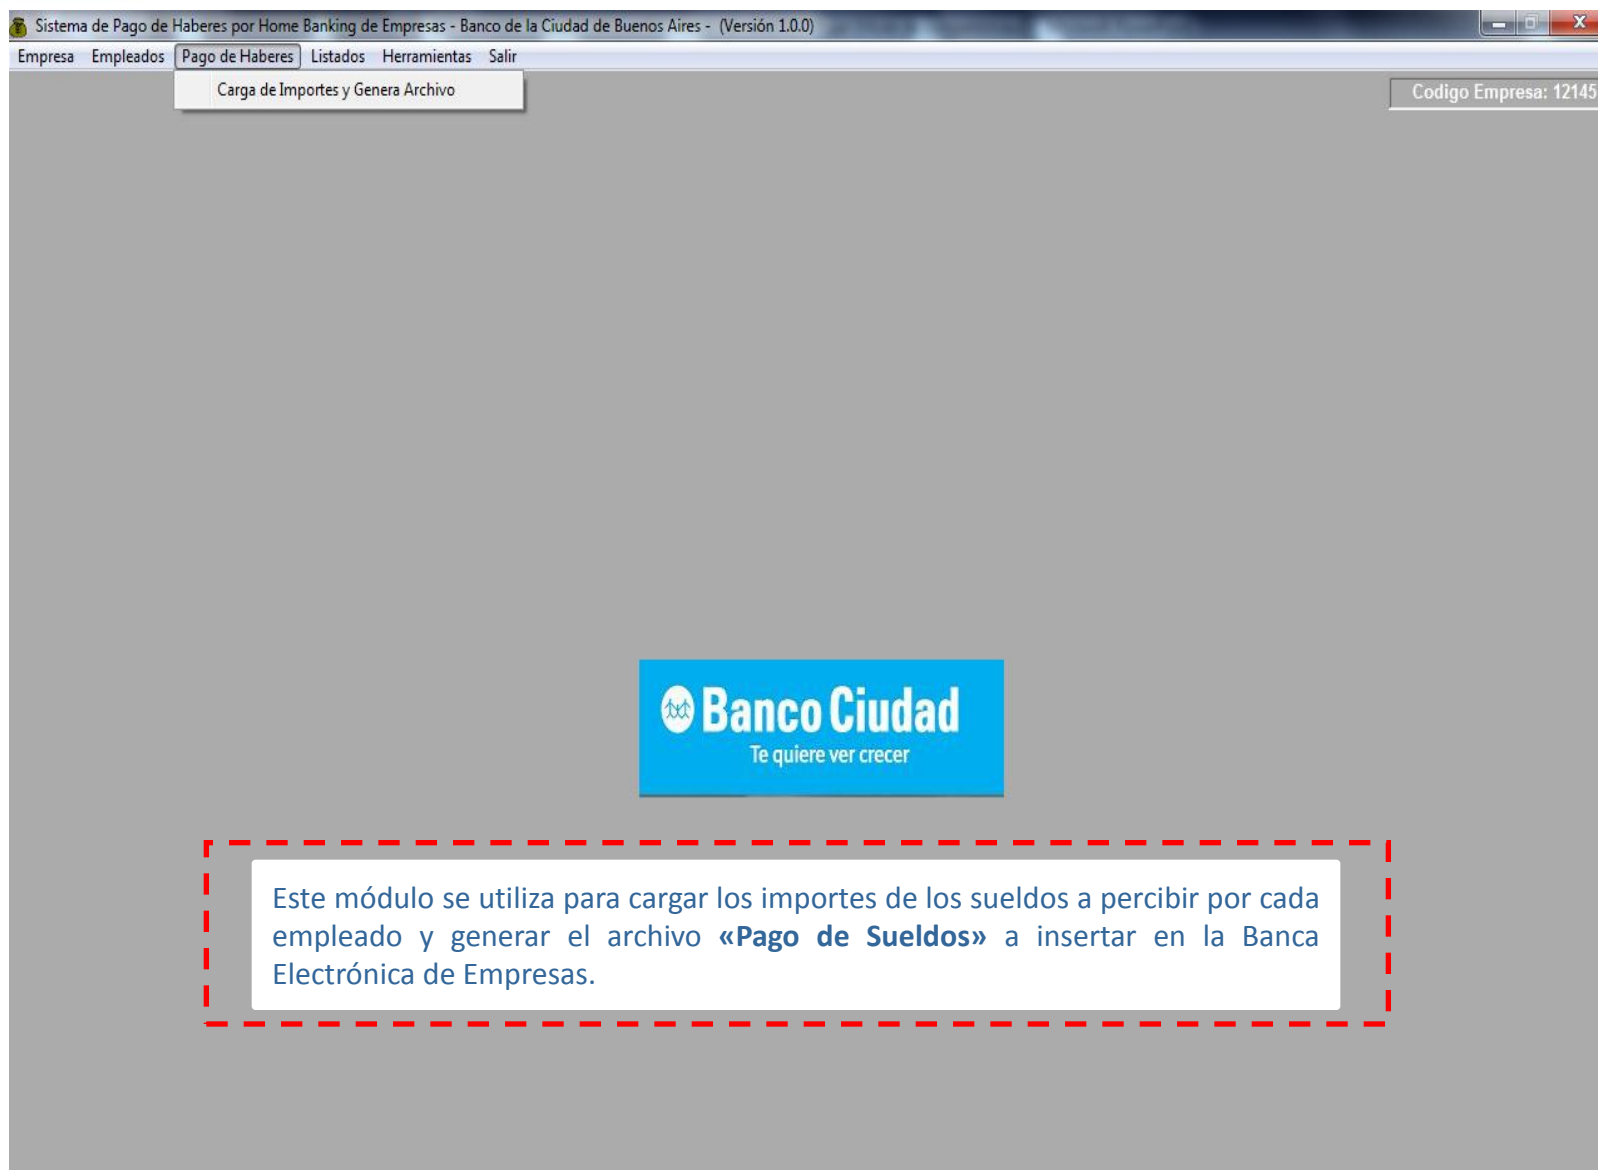 Sistema de Pago de Haberes por Home Banking de Empresas - Banco de la Ciudad de Buenos Aires - (Versión 1.0.0)
Empresa Empleados Pago de Haberes Listados Herramientas Salir
Carga de Importes y Genera Archivo
Codigo Empresa: 12145
Banco Ciudad
Te quiere ver crecer
Este módulo se utiliza para cargar los importes de los sueldos a percibir por cada
empleado y generar el archivo «Pago de Sueldos» a insertar en la Banca
Electrónica de Empresas.